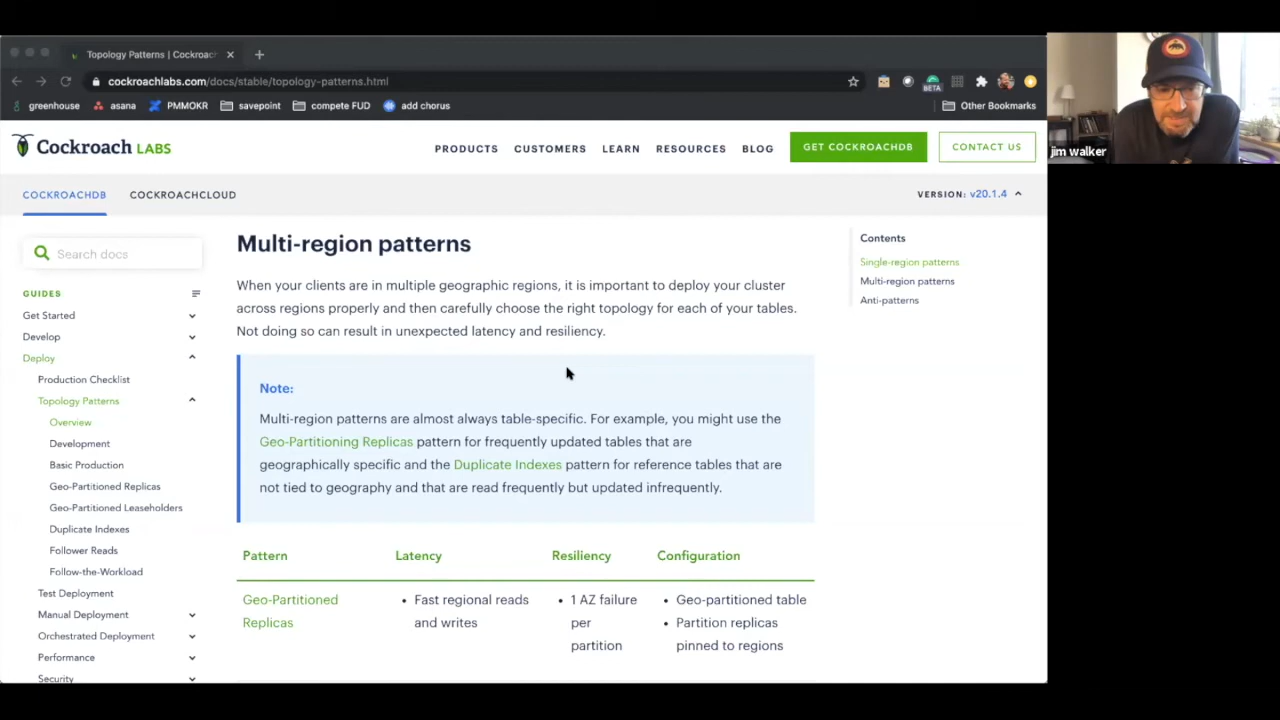 Topology Patterns | Cockroach
cockroachlabs.com/docs/stable/topology-patterns.html
BETA
greenhouse
asana
PMMOKR
savepoint
compete FUD
add chorus
Other Bookmarks
Cockroach LABS
PRODUCTS
CUSTOMERS
LEARN
RESOURCES
BLOG
GET COCKROACHDB
CONTACT US
COCKROACHDB
COCKROACHCLOUD
VERSION: v20.1.4
Search docs
GUIDES
Get Started
Develop
Deploy
Production Checklist
Topology Patterns
Overview
Development
Basic Production
Geo-Partitioned Replicas
Geo-Partitioned Leaseholders
Duplicate Indexes
Follower Reads
Follow-the-Workload
Test Deployment
Manual Deployment
Orchestrated Deployment
Performance
Security
Multi-region patterns
When your clients are in multiple geographic regions, it is important to deploy your cluster
across regions properly and then carefully choose the right topology for each of your tables.
Not doing so can result in unexpected latency and resiliency.
Note:
Multi-region patterns are almost always table-specific. For example, you might use the
Geo-Partitioning Replicas pattern for frequently updated tables that are
geographically specific and the Duplicate Indexes pattern for reference tables that are
not tied to geography and that are read frequently but updated infrequently.
Pattern
Latency
Resiliency
Configuration
Geo-Partitioned
Replicas
• Fast regional reads
and writes
• 1 AZ failure
per
partition
• Geo-partitioned table
• Partition replicas
pinned to regions
Contents
Single-region patterns
Multi-region patterns
Anti-patterns
jim walker